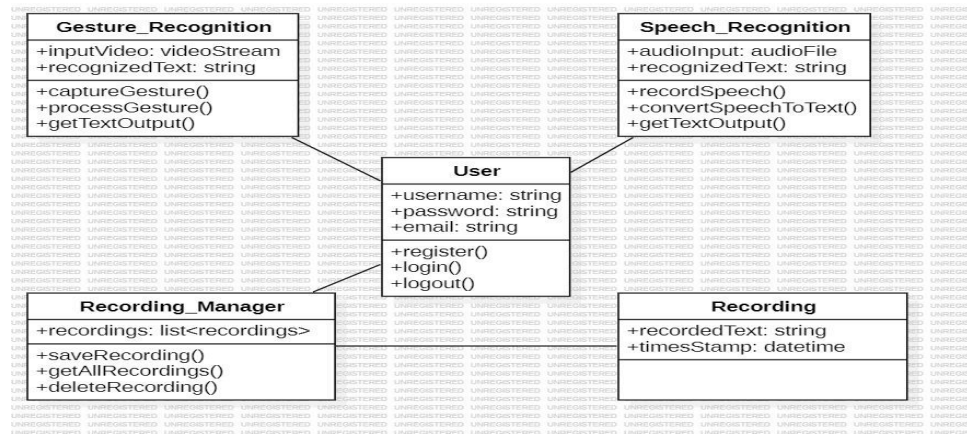 Gesture_Recognition
+inputVideo: videoStream
+recognizedText: string
+captureGesture()
+processGesture()
+getTextOutput()
Speech_Recognition
+audioInput: audioFile
+recognizedText: string
+recordSpeech()
+convertSpeechToText()
+getTextOutput()
User
+username: string
+password: string
+email: string
+register()
+login()
+logout()
Recording_Manager
+recordings: list<recordings>
+saveRecording()
+getAllRecordings()
+deleteRecording()
Recording
+recordedText: string
+timesStamp: datetime
UNREGISTERED